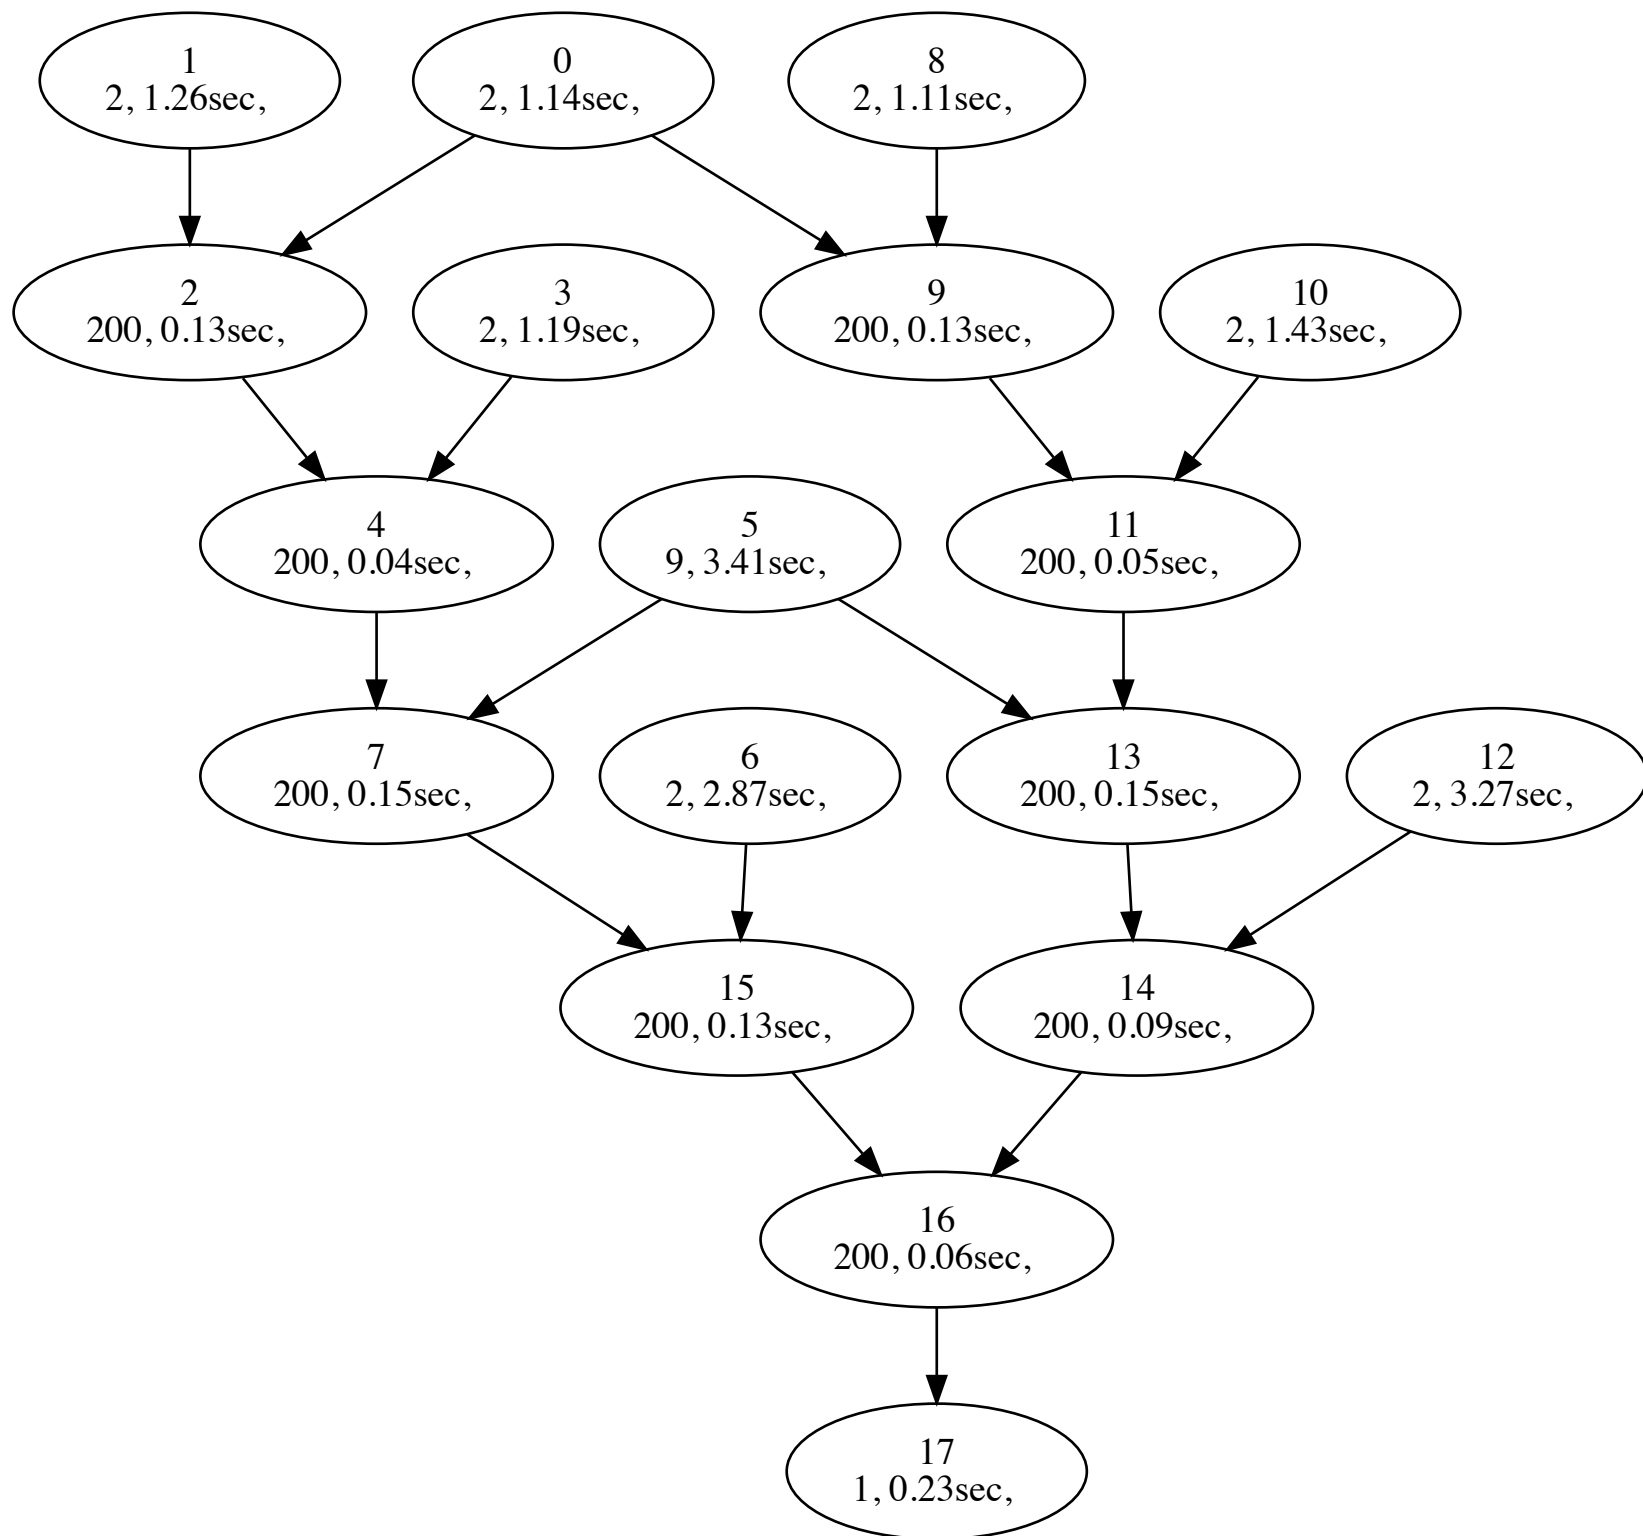 1
2, 1.26sec,
0
2, 1.14sec,
8
2, 1.11sec,
2
200, 0.13sec,
3
2, 1.19sec,
9
200, 0.13sec,
10
2, 1.43sec,
4
200, 0.04sec,
5
9, 3.41sec,
11
200, 0.05sec,
7
200, 0.15sec,
6
2, 2.87sec,
13
200, 0.15sec,
12
2, 3.27sec,
15
200, 0.13sec,
14
200, 0.09sec,
16
200, 0.06sec,
17
1, 0.23sec,